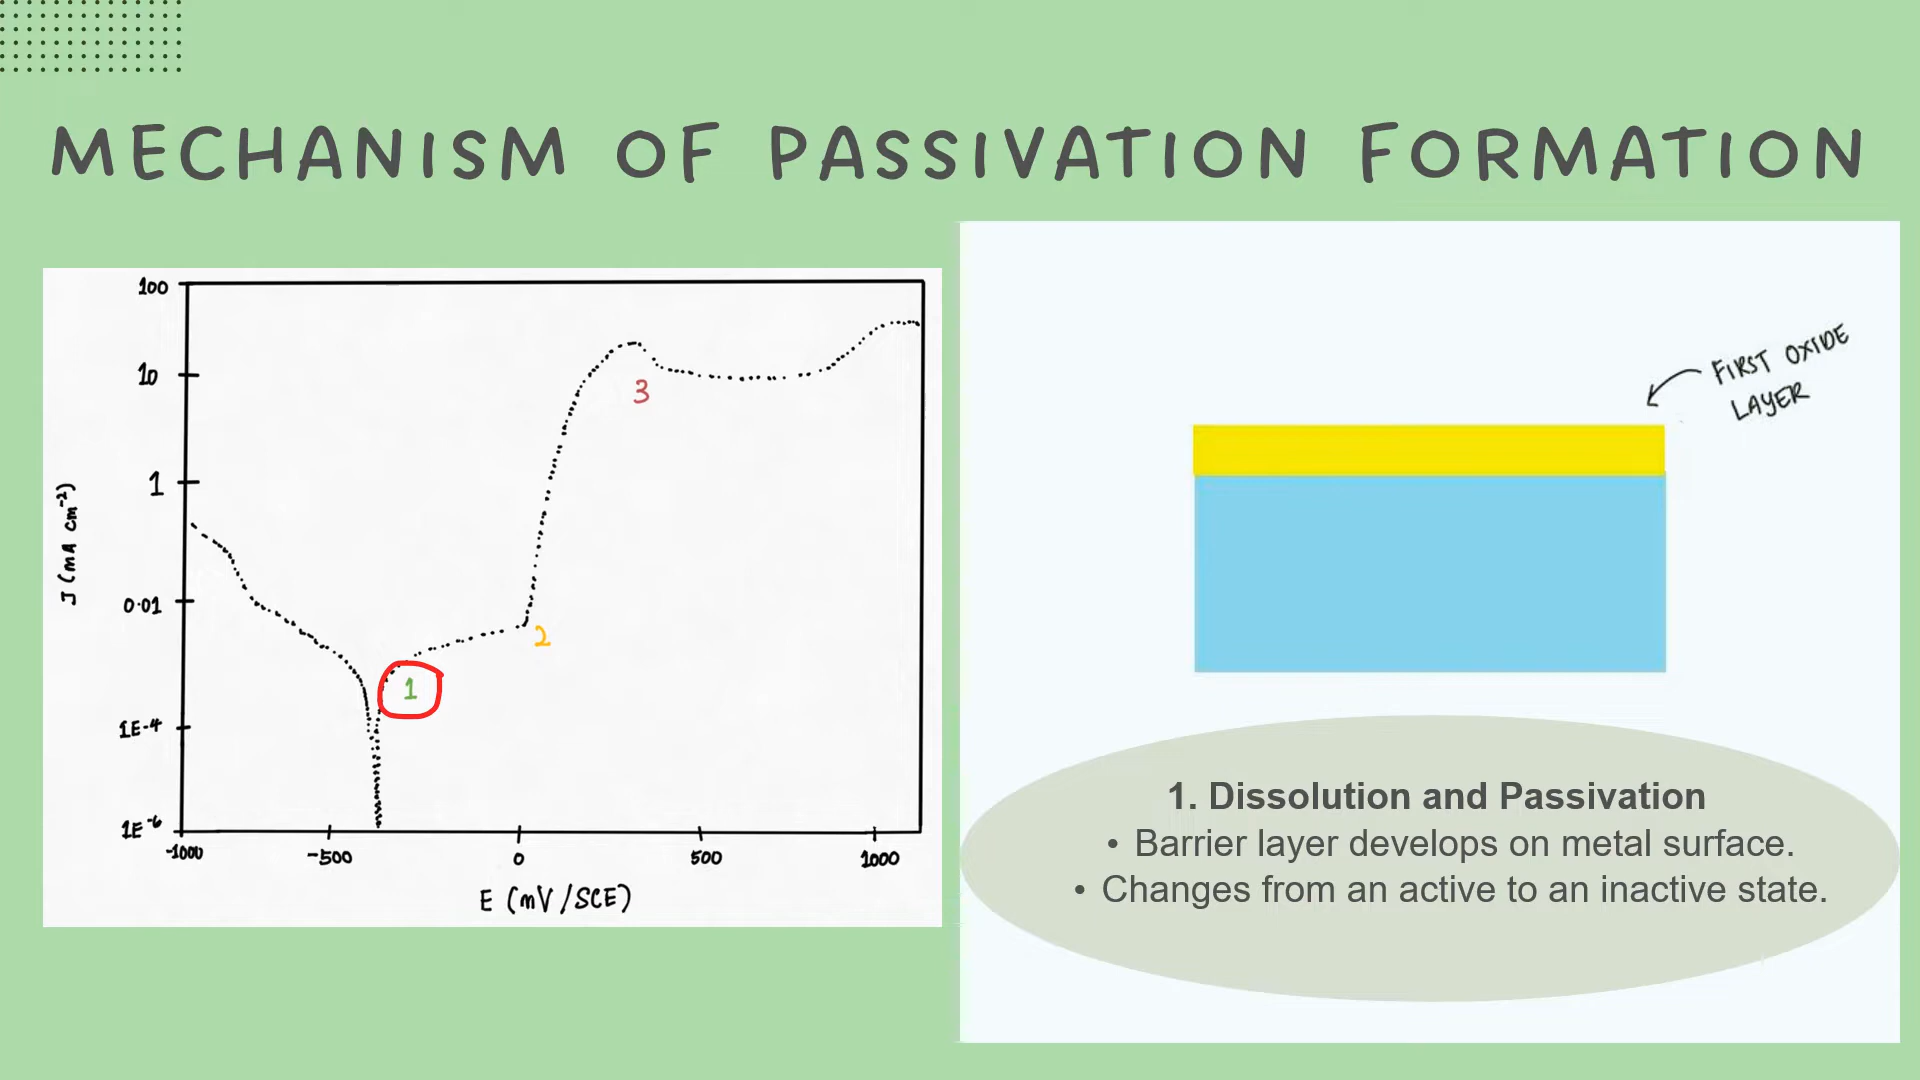 MECHANISM OF PASSIVATION FORMATION
100
10
1
0.01
1E-4
1E-6
J (mA cm-2)
-1000
-500
0
500
1000
E (mV/SCE)
1
2
3
FIRST OXIDE
LAYER
1. Dissolution and Passivation
• Barrier layer develops on metal surface.
• Changes from an active to an inactive state.